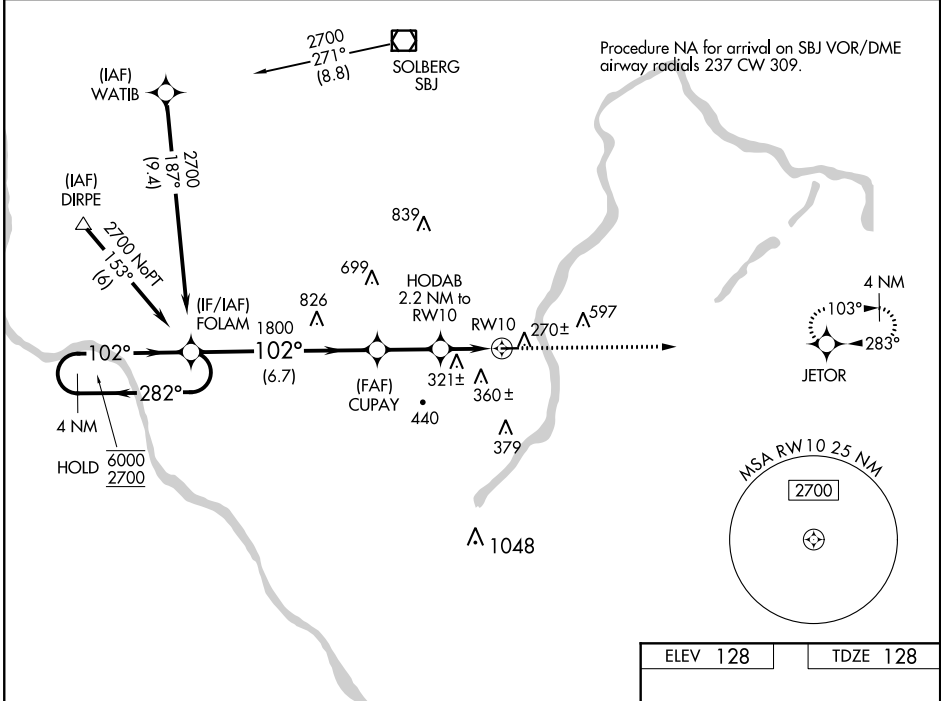 2700
271°
(8.8)
SOLBERG
SBJ
Procedure NA for arrival on SBJ VOR/DME
airway radials 237 CW 309.
(IAF)
WATIB
2700
187°
(9.4)
(IAF)
DIRPE
2700 NoPT
153°
(6)
839
699
826
HODAB
2.2 NM to
RW10
(IF/IAF)
FOLAM
1800
102°
(6.7)
RW10
270±
597
4 NM
103°
283°
JETOR
102°
282°
4 NM
HOLD
6000
2700
(FAF)
CUPAY
321±
360±
440
379
1048
MSA RW10 25 NM
2700
ELEV 128
TDZE 128